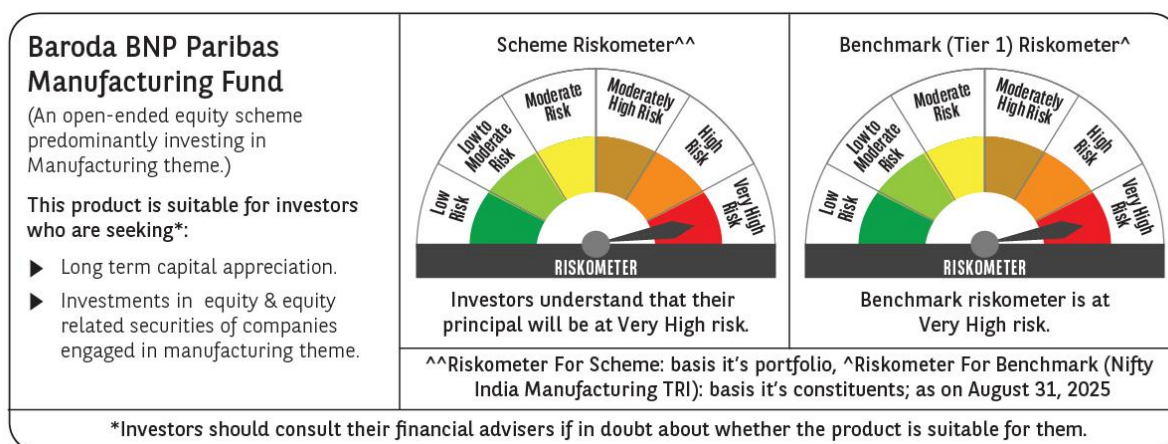 Baroda BNP Paribas
Manufacturing Fund
(An open-ended equity scheme
predominantly investing in
Manufacturing theme.)
This product is suitable for investors
who are seeking*:
▶ Long term capital appreciation.
▶ Investments in equity & equity
related securities of companies
engaged in manufacturing theme.
Scheme Riskometer^^
Low
Risk
Low to
Moderate
Risk
Moderate
Risk
Moderately
High Risk
High
Risk
Very High
Risk
RISKOMETER
Investors understand that their
principal will be at Very High risk.
Benchmark (Tier 1) Riskometer^
Low
Risk
Low to
Moderate
Risk
Moderate
Risk
Moderately
High Risk
High
Risk
Very High
Risk
RISKOMETER
Benchmark riskometer is at
Very High risk.
^^Riskometer For Scheme: basis it's portfolio, ^Riskometer For Benchmark (Nifty
India Manufacturing TRI): basis it's constituents; as on August 31, 2025
*Investors should consult their financial advisers if in doubt about whether the product is suitable for them.